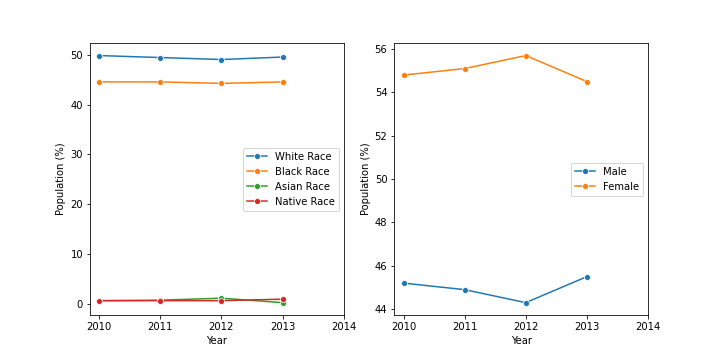 50
40
30
20
10
0
Population (%)
White Race
Black Race
Asian Race
Native Race
2010 2011 2012 2013 2014
Year
56
54
52
50
48
46
44
Population (%)
Male
Female
2010 2011 2012 2013 2014
Year